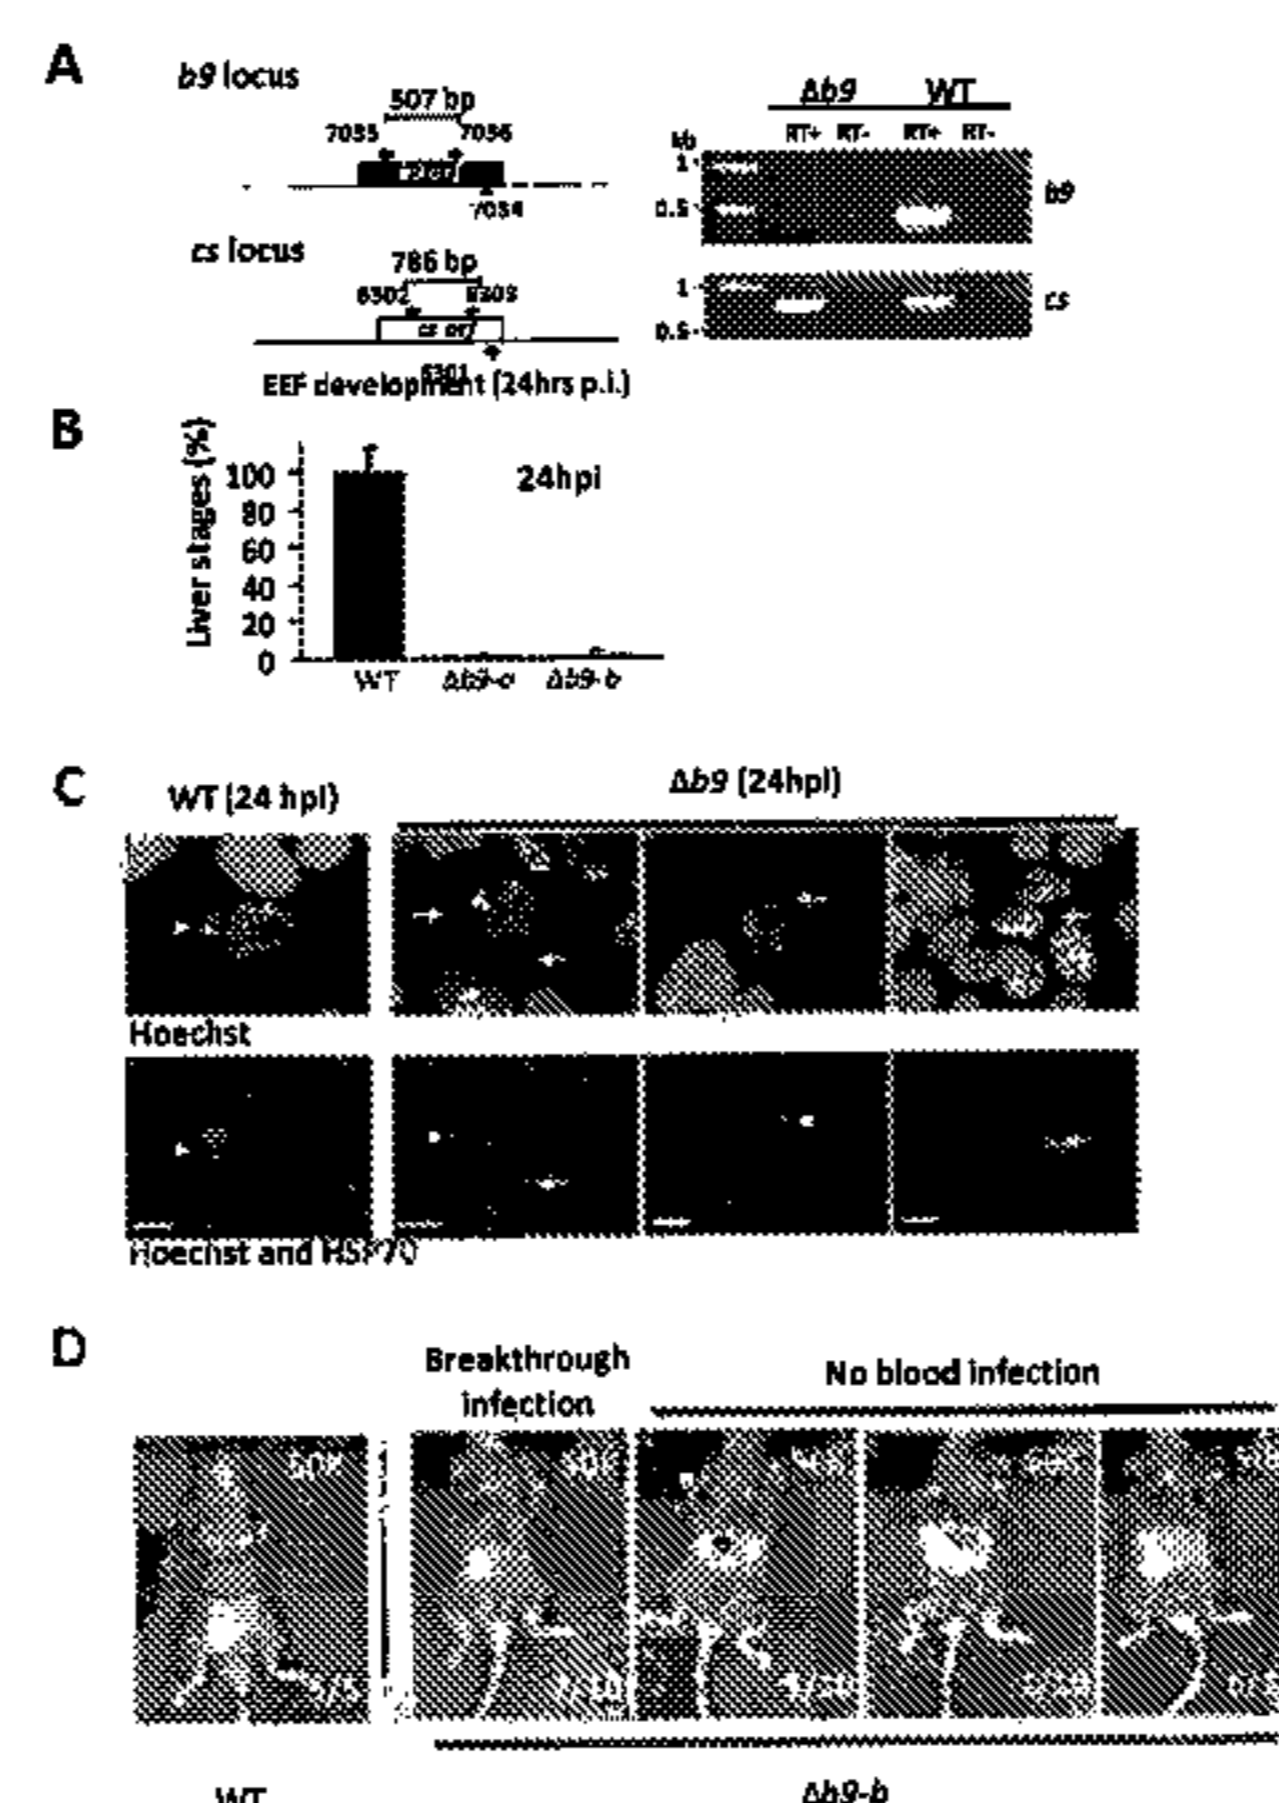 A
b9 locus
507 bp
7035 7036
7034
cs locus
786 bp
6302 6303
cs orf
6301
Δb9 WT
RT+ RT- RT+ RT-
kb
1
0.5
b9
1
0.5
cs
EEF development (24hrs p.i.)
B
Liver stages (%)
100
80
60
40
20
0
24hpi
WT Δb9-a Δb9-b
C
WT (24 hpi)
Δb9 (24hpi)
Hoechst
Hoechst and HSP70
D
Breakthrough
infection
No blood infection
5/5
WT
Δb9-b